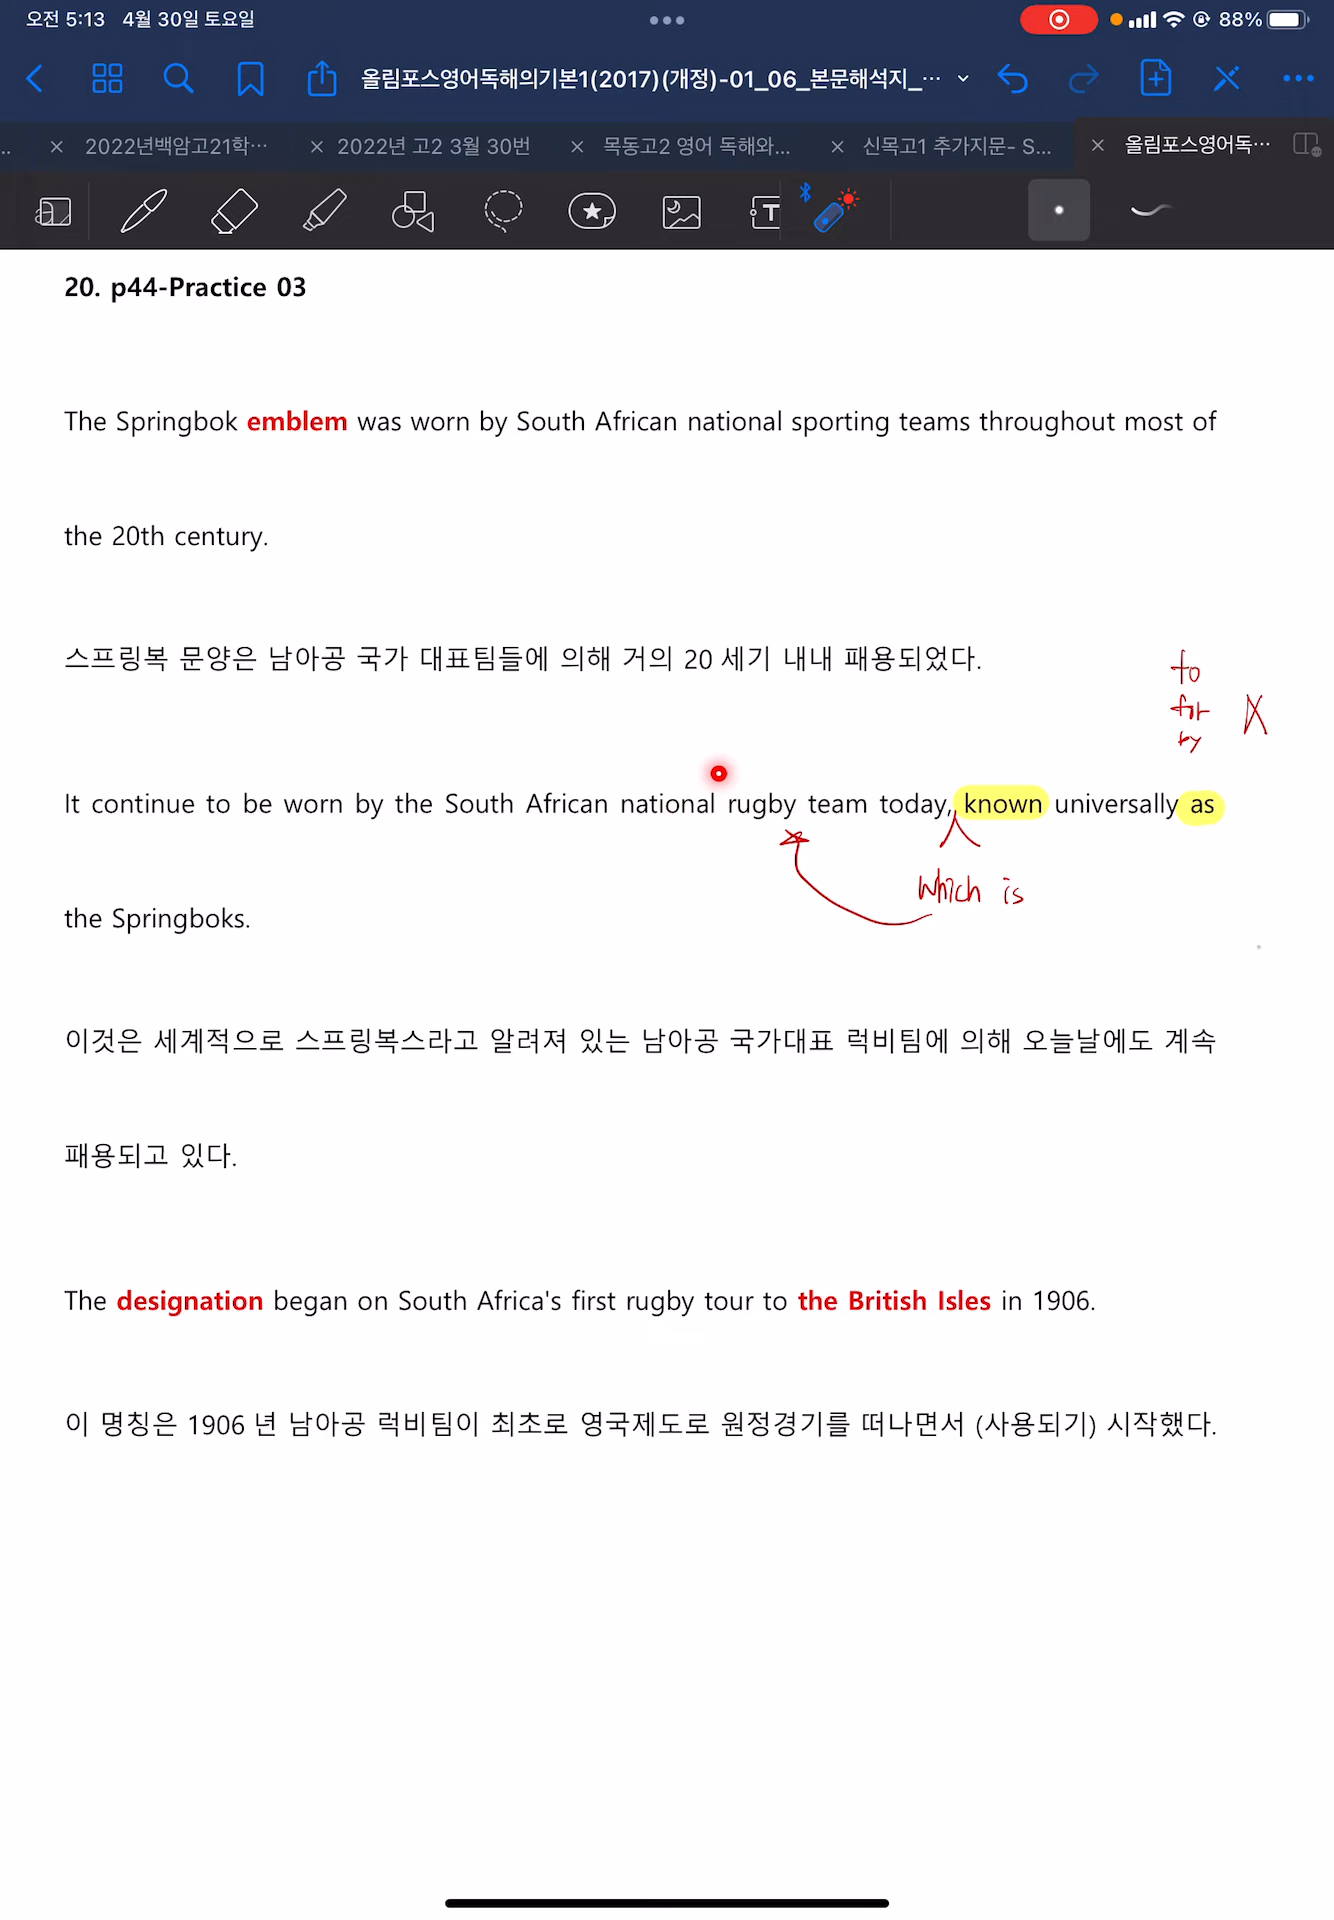 오전 5:13 4월 30일 토요일
88%
올림포스영어독해의기본1(2017)(개정)-01_06_본문해석지_…
2022년백암고21학…
2022년 고2 3월 30번
목동고2 영어 독해와...
신목고1 추가지문- S...
올림포스영어독…
20. p44-Practice 03
The Springbok emblem was worn by South African national sporting teams throughout most of
the 20th century.
스프링복 문양은 남아공 국가 대표팀들에 의해 거의 20 세기 내내 패용되었다.
to
for
by
X
It continue to be worn by the South African national rugby team today, known universally as
which is
the Springboks.
이것은 세계적으로 스프링복스라고 알려져 있는 남아공 국가대표 럭비팀에 의해 오늘날에도 계속
패용되고 있다.
The designation began on South Africa's first rugby tour to the British Isles in 1906.
이 명칭은 1906 년 남아공 럭비팀이 최초로 영국제도로 원정경기를 떠나면서 (사용되기) 시작했다.